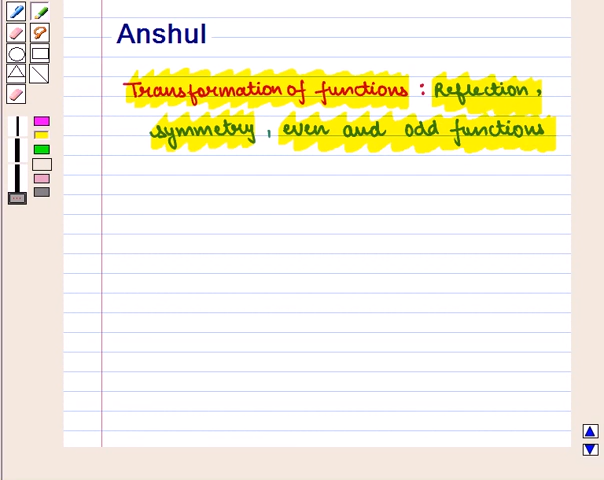 Anshul
Transformation of functions : Reflection,
symmetry, even and odd functions